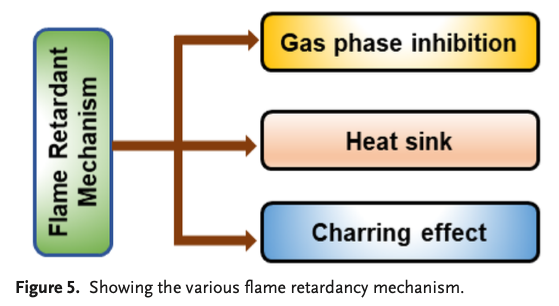 Flame Retardant
Mechanism
Gas phase inhibition
Heat sink
Charring effect
Figure 5. Showing the various flame retardancy mechanism.